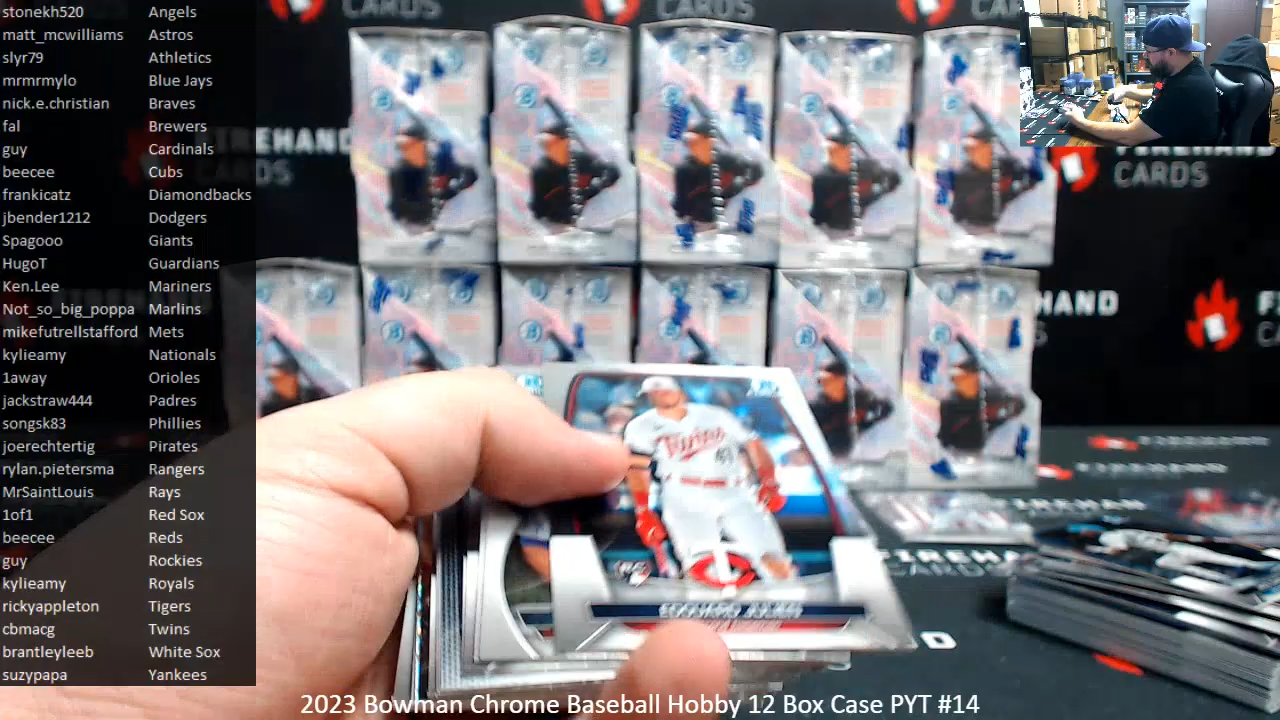 stonekh520 Angels
matt_mcwilliams Astros
slyr79 Athletics
mrmrmylo Blue Jays
nick.e.christian Braves
fal Brewers
guy Cardinals
beecee Cubs
frankicatz Diamondbacks
jbender1212 Dodgers
Spagooo Giants
HugoT Guardians
Ken.Lee Mariners
Not_so_big_poppa Marlins
mikefutrellstafford Mets
kylieamy Nationals
1away Orioles
jackstraw444 Padres
songsk83 Phillies
joerechtertig Pirates
rylan.pietersma Rangers
MrSaintLouis Rays
1of1 Red Sox
beecee Reds
guy Rockies
kylieamy Royals
rickyappleton Tigers
cbmacg Twins
brantleyleeb White Sox
suzypapa Yankees
CARDS
CARDS
FIREHAND
CARDS
CARDS
Twins
EDOUARD JULIEN
2023 Bowman Chrome Baseball Hobby 12 Box Case PYT #14